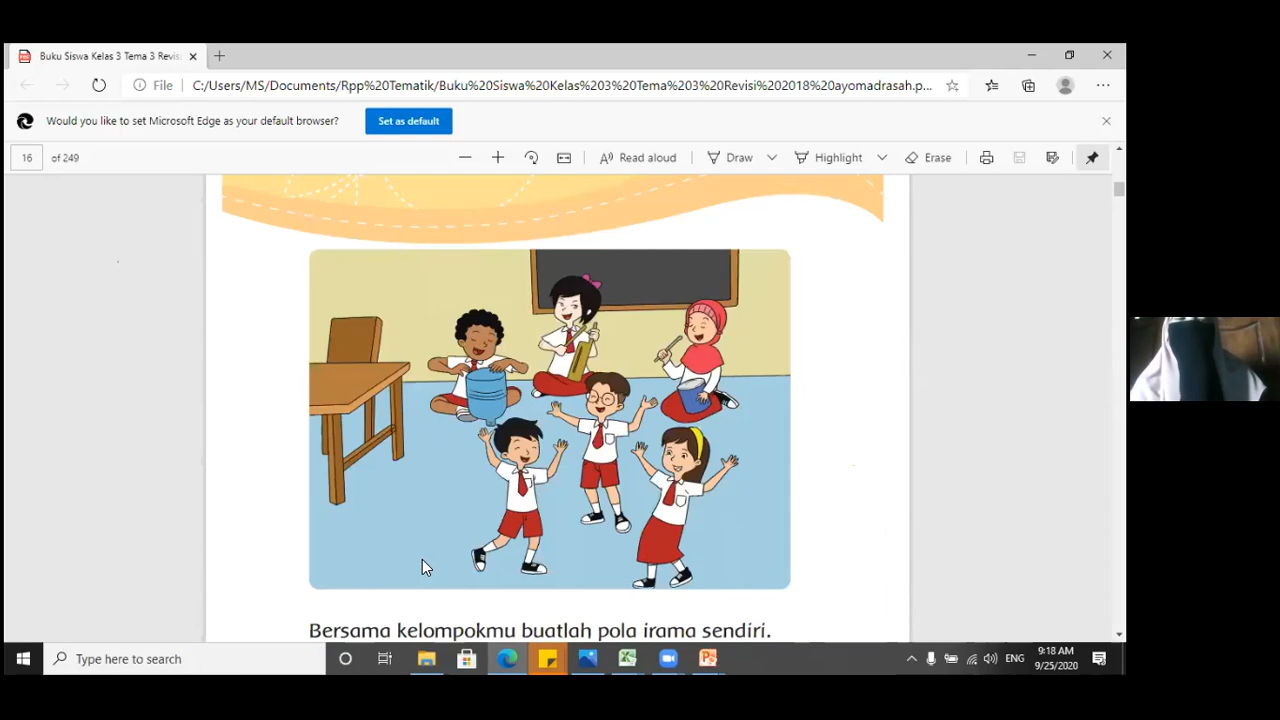 Buku Siswa Kelas 3 Tema 3 Revis
File C:/Users/MS/Documents/Rpp%20Tematik/Buku%20Siswa%20Kelas%203%20Tema%203%20Revisi%202018%20ayomadrasah.p...
Would you like to set Microsoft Edge as your default browser? Set as default
16 of 249 Read aloud Draw Highlight Erase
Bersama kelompokmu buatlah pola irama sendiri.
Type here to search
ENG
9:18 AM
9/25/2020